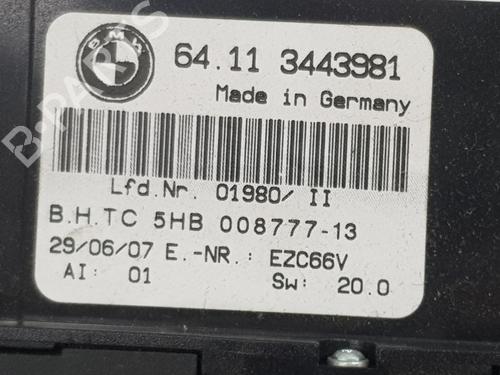 BMW
64.11 3443981
Made in Germany
Lfd.Nr. 01980/ II
B.H.TC 5HB 008777-13
29/06/07 E.-NR.: EZC66V
AI: 01 Sw: 20.0
B-PARTS